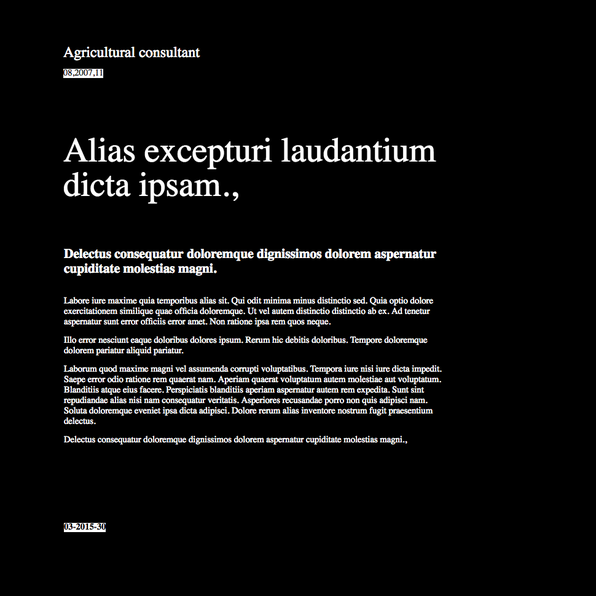 Agricultural consultant
08,2007,11
Alias excepturi laudantium
dicta ipsam.,
Delectus consequatur doloremque dignissimos dolorem aspernatur
cupiditate molestias magni.
Labore iure maxime quia temporibus alias sit. Qui odit minima minus distinctio sed. Quia optio dolore
exercitationem similique quae officia doloremque. Ut vel autem distinctio distinctio ab ex. Ad tenetur
aspernatur sunt error officiis error amet. Non ratione ipsa rem quos neque.
Illo error nesciunt eaque doloribus dolores ipsum. Rerum hic debitis doloribus. Tempore doloremque
dolorem pariatur aliquid pariatur.
Laborum quod maxime magni vel assumenda corrupti voluptatibus. Tempora iure nisi iure dicta impedit.
Saepe error odio ratione rem quaerat nam. Aperiam quaerat voluptatum autem molestiae aut voluptatum.
Blanditiis atque eius facere. Perspiciatis blanditiis aperiam aspernatur autem rem expedita. Sunt sint
repudiandae alias nisi nam consequatur veritatis. Asperiores recusandae porro non quis adipisci nam.
Soluta doloremque eveniet ipsa dicta adipisci. Dolore rerum alias inventore nostrum fugit praesentium
delectus.
Delectus consequatur doloremque dignissimos dolorem aspernatur cupiditate molestias magni.,
03-2015-30